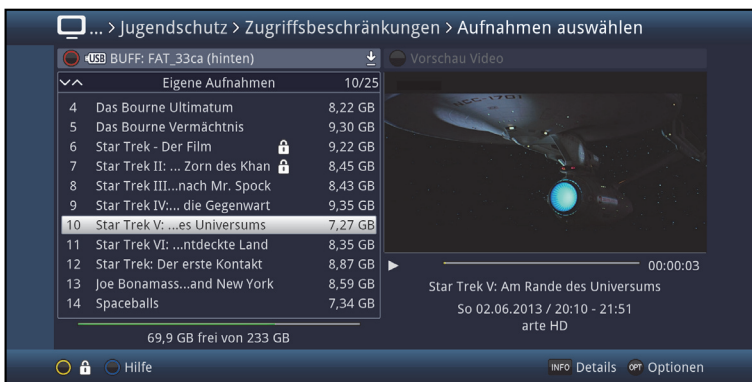 ... > Jugendschutz > Zugriffsbeschränkungen > Aufnahmen auswählen
USB BUFF: FAT_33ca (hinten)
Vorschau Video
Eigene Aufnahmen 10/25
4 Das Bourne Ultimatum 8,22 GB
5 Das Bourne Vermächtnis 9,30 GB
6 Star Trek - Der Film 9,22 GB
7 Star Trek II: ... Zorn des Khan 8,45 GB
8 Star Trek III...nach Mr. Spock 8,43 GB
9 Star Trek IV:... die Gegenwart 9,35 GB
10 Star Trek V: ...es Universums 7,27 GB
11 Star Trek VI: ...ntdeckte Land 8,35 GB
12 Star Trek: Der erste Kontakt 8,87 GB
13 Joe Bonamass...and New York 8,59 GB
14 Spaceballs 7,34 GB
69,9 GB frei von 233 GB
NCC-1701
00:00:03
Star Trek V: Am Rande des Universums
So 02.06.2013 / 20:10 - 21:51
arte HD
Hilfe
INFO Details OPT Optionen